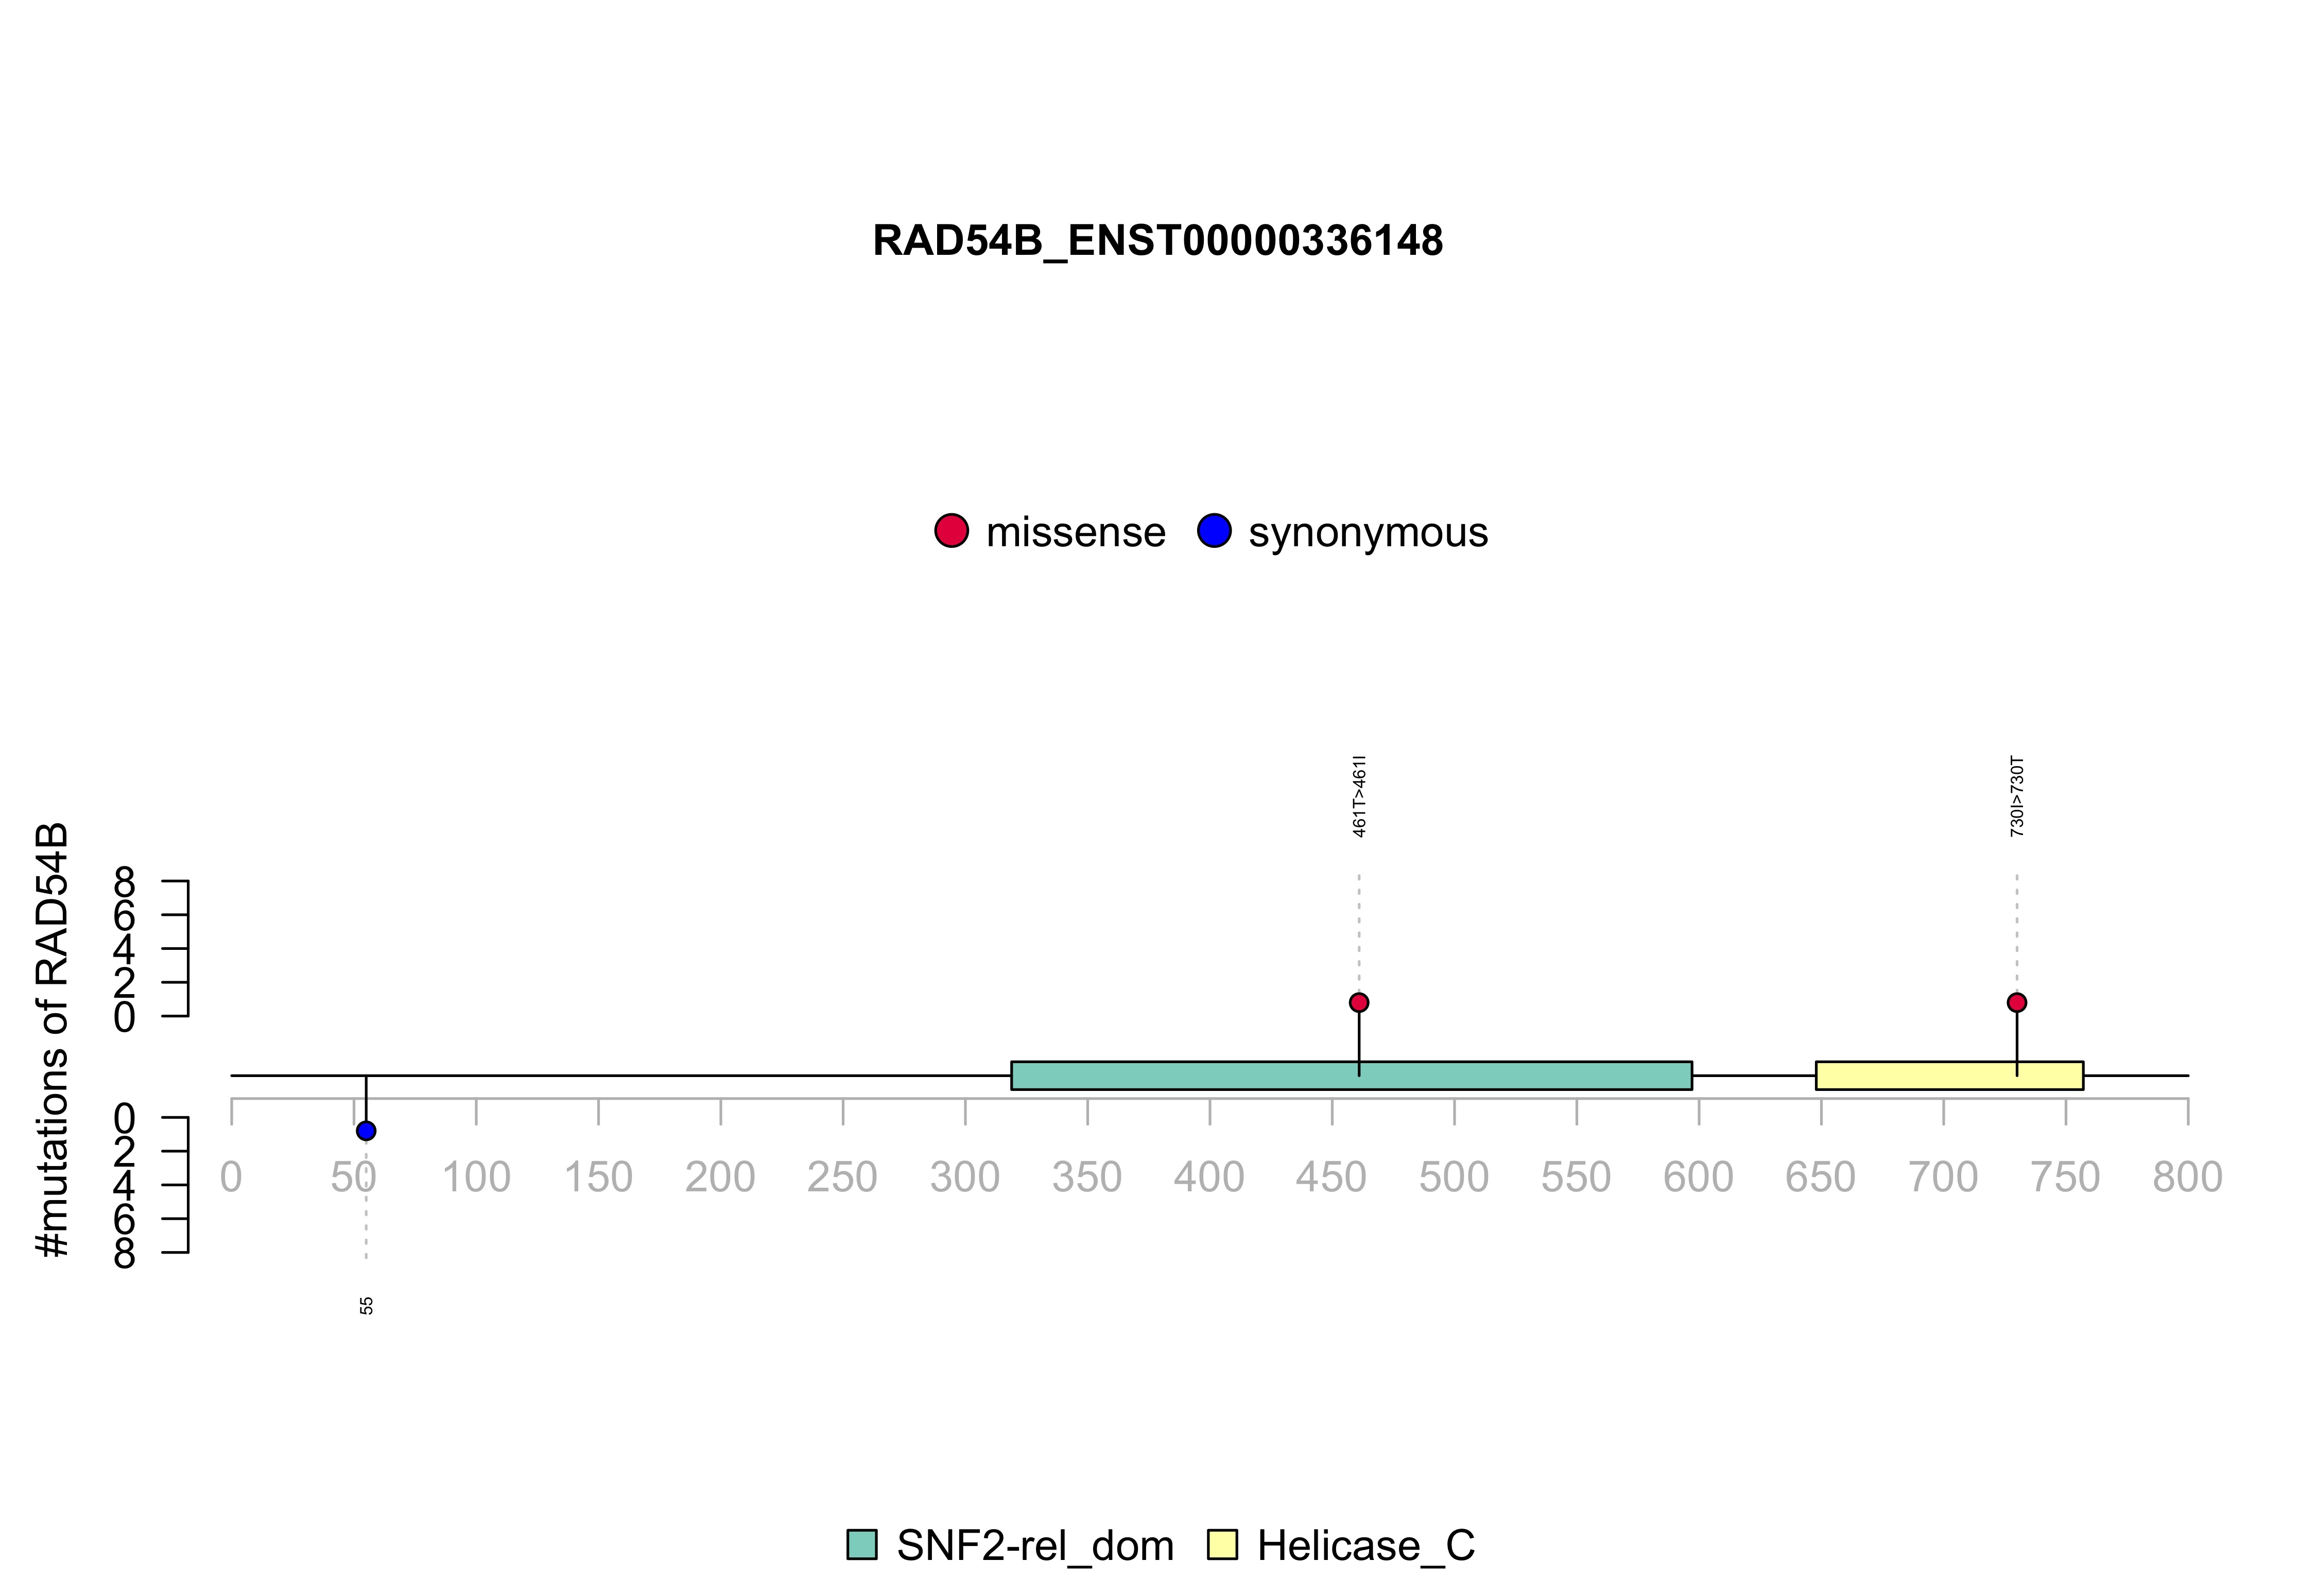 RAD54B_ENST00000336148
missense synonymous
461T>461I 730I>730T
#mutations of RAD54B
8
6
4
2
0
0
2
4
6
8
0 50 100 150 200 250 300 350 400 450 500 550 600 650 700 750 800
55
SNF2-rel_dom Helicase_C